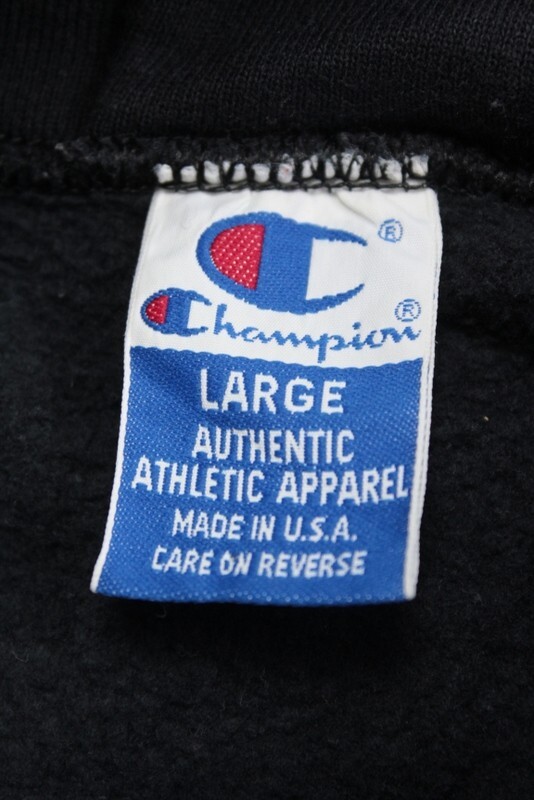 ®
Champion®
LARGE
AUTHENTIC
ATHLETIC APPAREL
MADE IN U.S.A.
CARE ON REVERSE